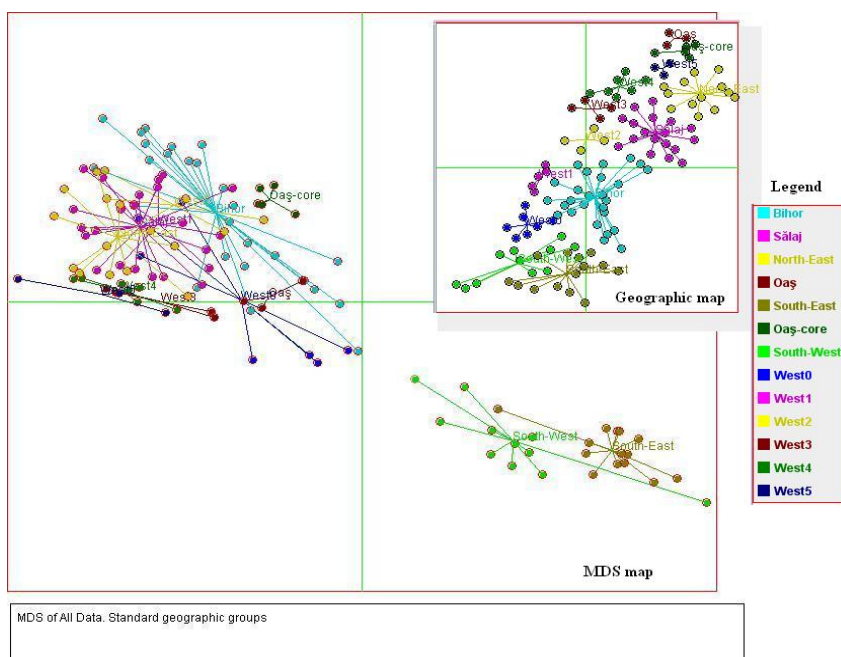 Oaş
Oaş-core
West5
North-East
West4
West3
Sălaj
West2
West1
Bihor
West0
South-West
South-East
Geographic map
Legend
Bihor
Sălaj
North-East
Oaş
South-East
Oaş-core
South-West
West0
West1
West2
West3
West4
West5
Oaş-core
Bihor
West1
West4
West3
Oaş
South-West
South-East
MDS map
MDS of All Data. Standard geographic groups